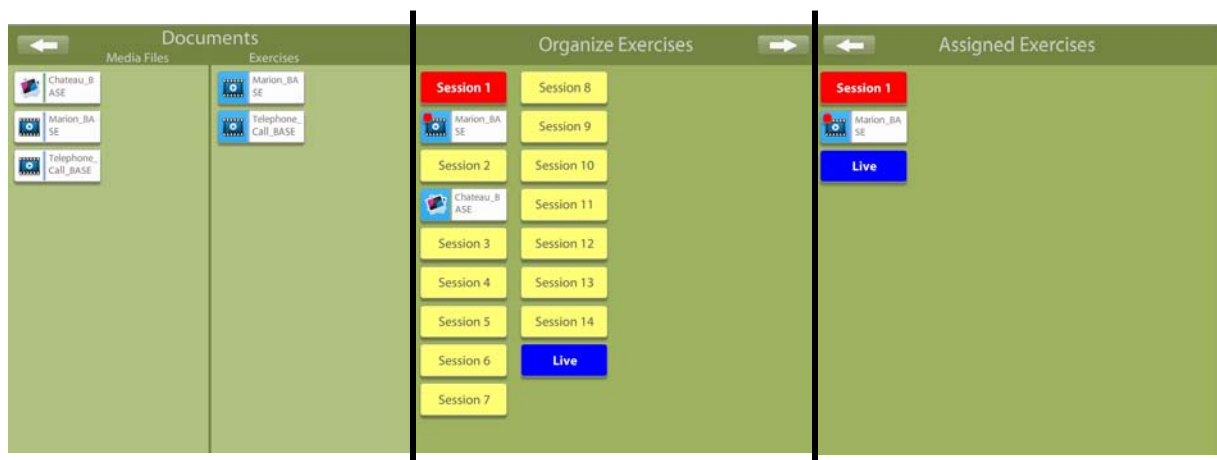 Documents
Media Files
Exercises
Chateau_B
ASE
Marion_BA
SE
Telephone_
Call_BASE
Marion_BA
SE
Telephone_
Call_BASE
Organize Exercises
Session 1
Marion_BA
SE
Session 2
Chateau_B
ASE
Session 3
Session 4
Session 5
Session 6
Session 7
Session 8
Session 9
Session 10
Session 11
Session 12
Session 13
Session 14
Live
Assigned Exercises
Session 1
Marion_BA
SE
Live